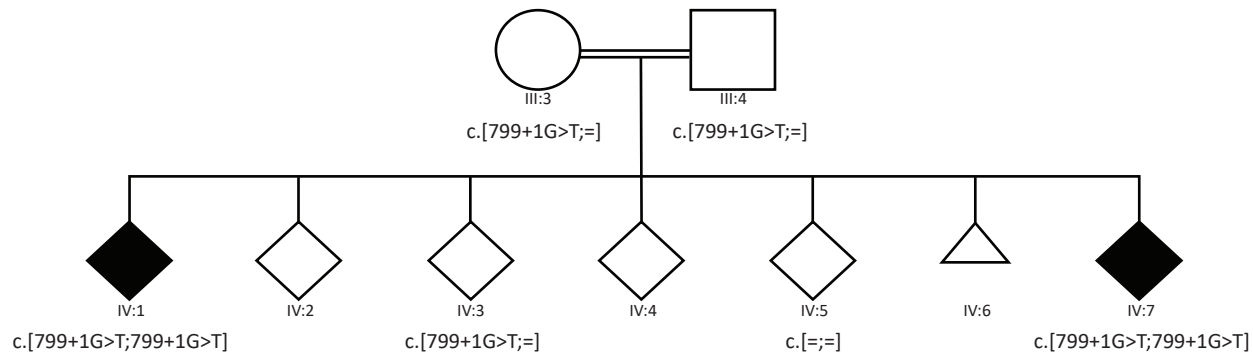 III:3 III:4
c.[799+1G>T;=] c.[799+1G>T;=]
IV:1 IV:2 IV:3 IV:4 IV:5 IV:6 IV:7
c.[799+1G>T;799+1G>T] c.[799+1G>T;=] c.[=;=] c.[799+1G>T;799+1G>T]